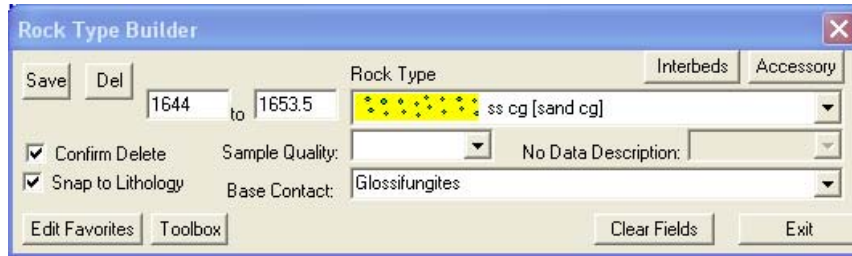 Rock Type Builder
Save Del Rock Type Interbeds Accessory
1644 to 1653.5 ss cg [sand cg]
Confirm Delete Sample Quality: No Data Description:
Snap to Lithology Base Contact: Glossifungites
Edit Favorites Toolbox Clear Fields Exit